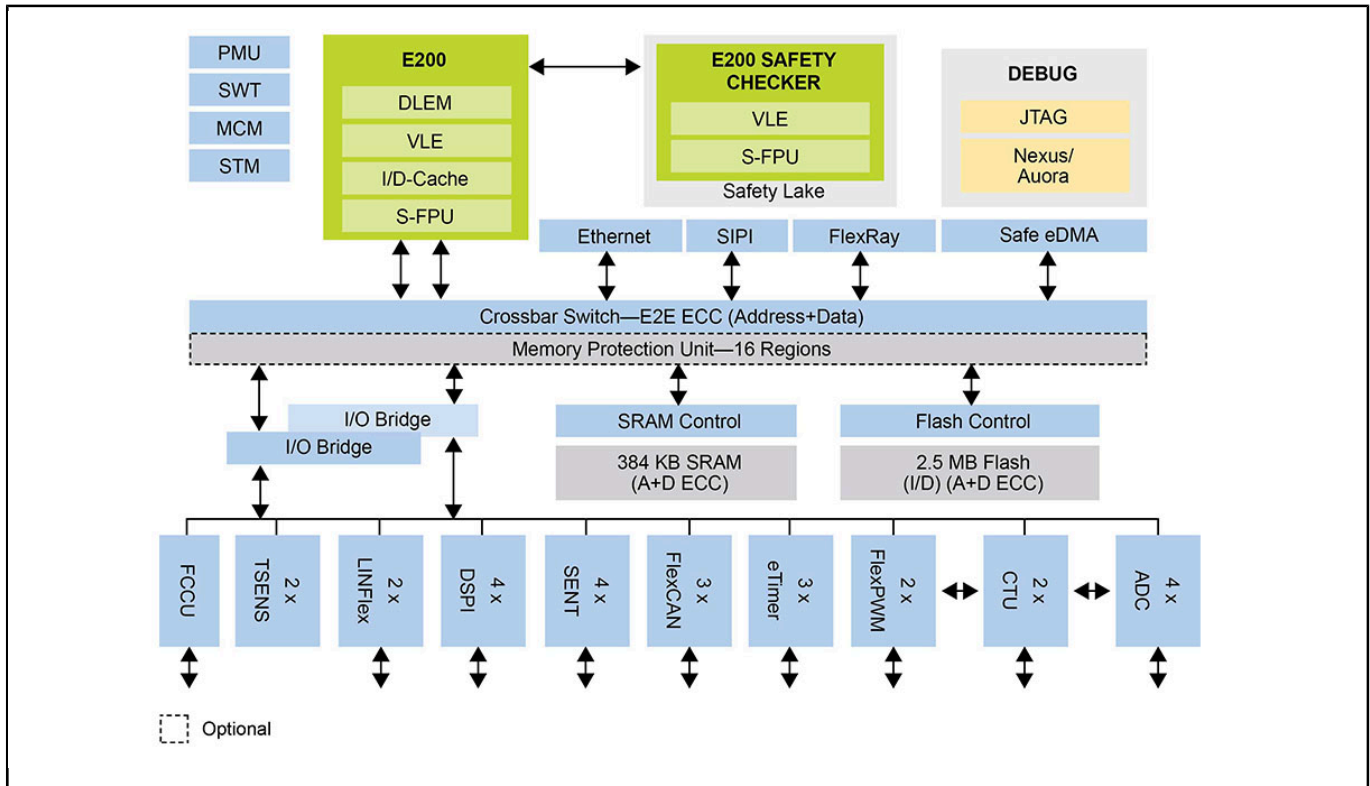 PMU
SWT
MCM
STM
E200
DLEM
VLE
I/D-Cache
S-FPU
E200 SAFETY
CHECKER
VLE
S-FPU
Safety Lake
DEBUG
JTAG
Nexus/
Auora
Ethernet
SIPI
FlexRay
Safe eDMA
Crossbar Switch—E2E ECC (Address+Data)
Memory Protection Unit—16 Regions
I/O Bridge
I/O Bridge
SRAM Control
384 KB SRAM
(A+D ECC)
Flash Control
2.5 MB Flash
(I/D) (A+D ECC)
FCCU
2 x
TSENS
2 x
LINFlex
4 x
DSPI
4 x
SENT
3 x
FlexCAN
3 x
eTimer
2 x
FlexPWM
2 x
CTU
4 x
ADC
Optional